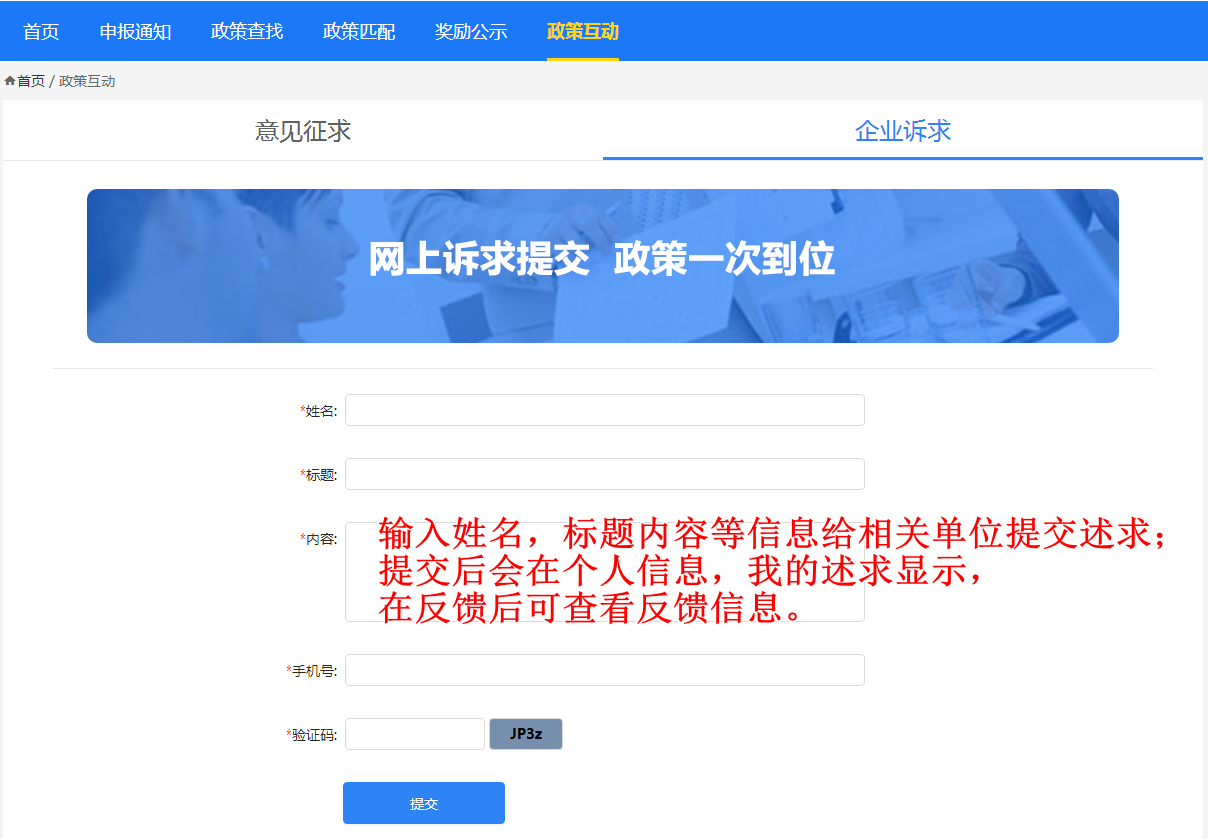 首页 申报通知 政策查找 政策匹配 奖励公示 政策互动
首页 / 政策互动
意见征求 企业诉求
网上诉求提交 政策一次到位
*姓名:
*标题:
*内容:
输入姓名，标题内容等信息给相关单位提交述求；
提交后会在个人信息，我的述求显示，
在反馈后可查看反馈信息。
*手机号:
*验证码: JP3z
提交